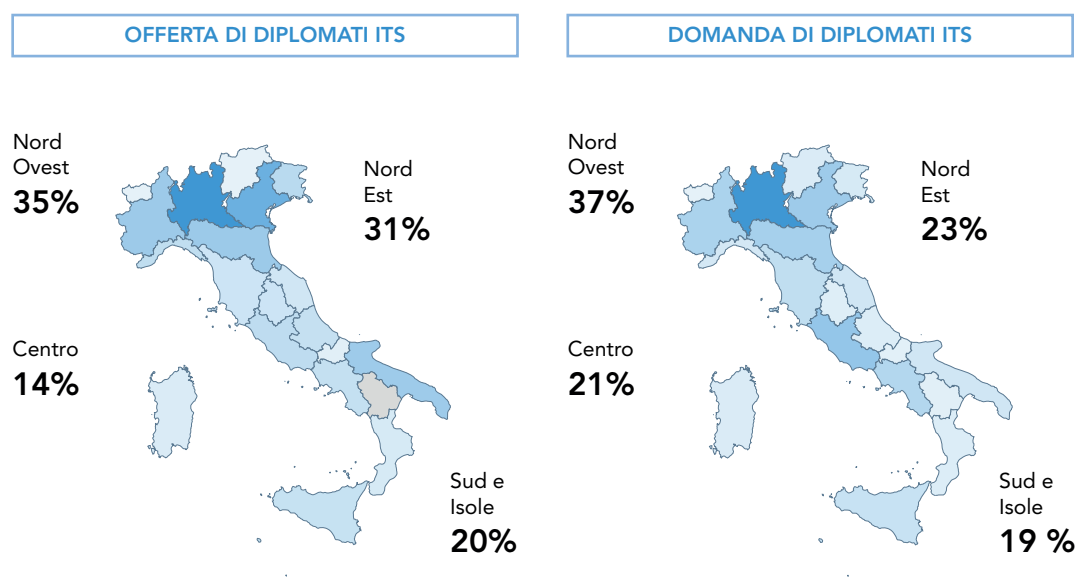 OFFERTA DI DIPLOMATI ITS
Nord
Ovest
35%
Nord
Est
31%
Centro
14%
Sud e
Isole
20%
DOMANDA DI DIPLOMATI ITS
Nord
Ovest
37%
Nord
Est
23%
Centro
21%
Sud e
Isole
19 %